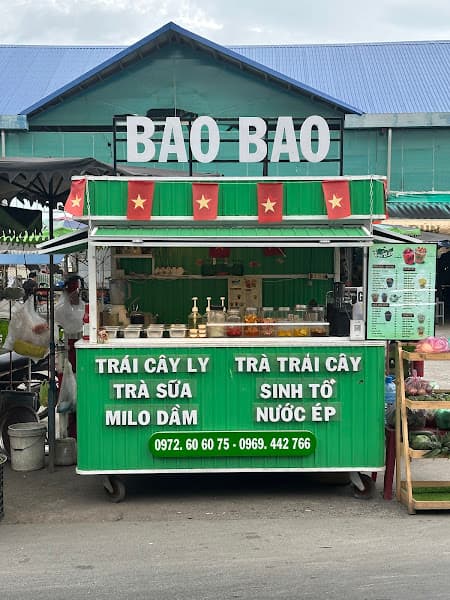 BAO BAO
TRÁI CÂY LY
TRÀ SỮA
MILO DẦM
TRÀ TRÁI CÂY
SINH TỐ
NƯỚC ÉP
0972. 60 60 75 - 0969. 442 766